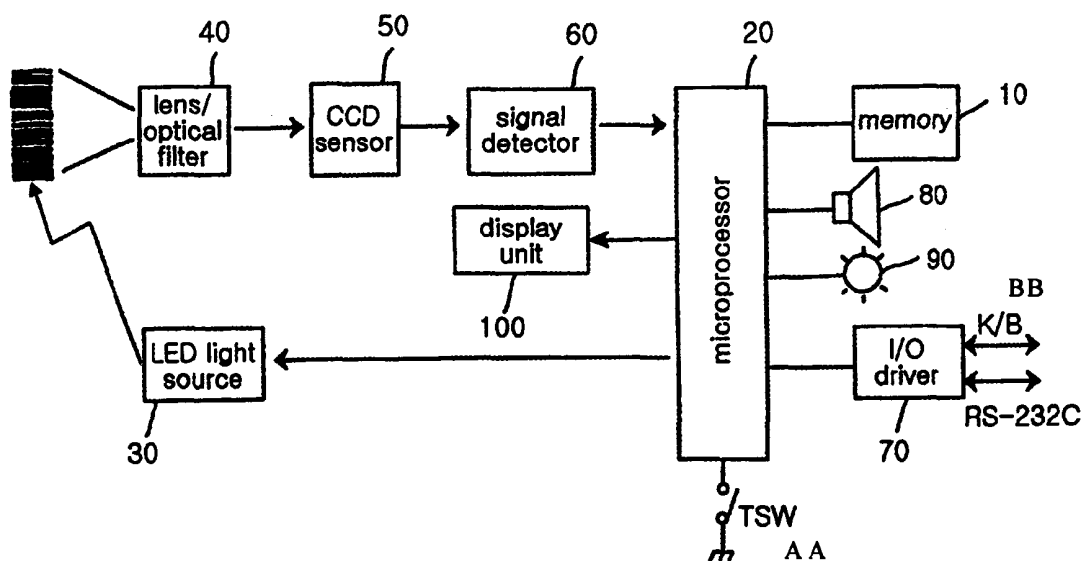 40
50
60
20
10
lens/
optical
filter
CCD
sensor
signal
detector
memory
microprocessor
80
display
unit
90
100
BB
K/B
LED light
source
I/O
driver
RS-232C
30
70
TSW
AA